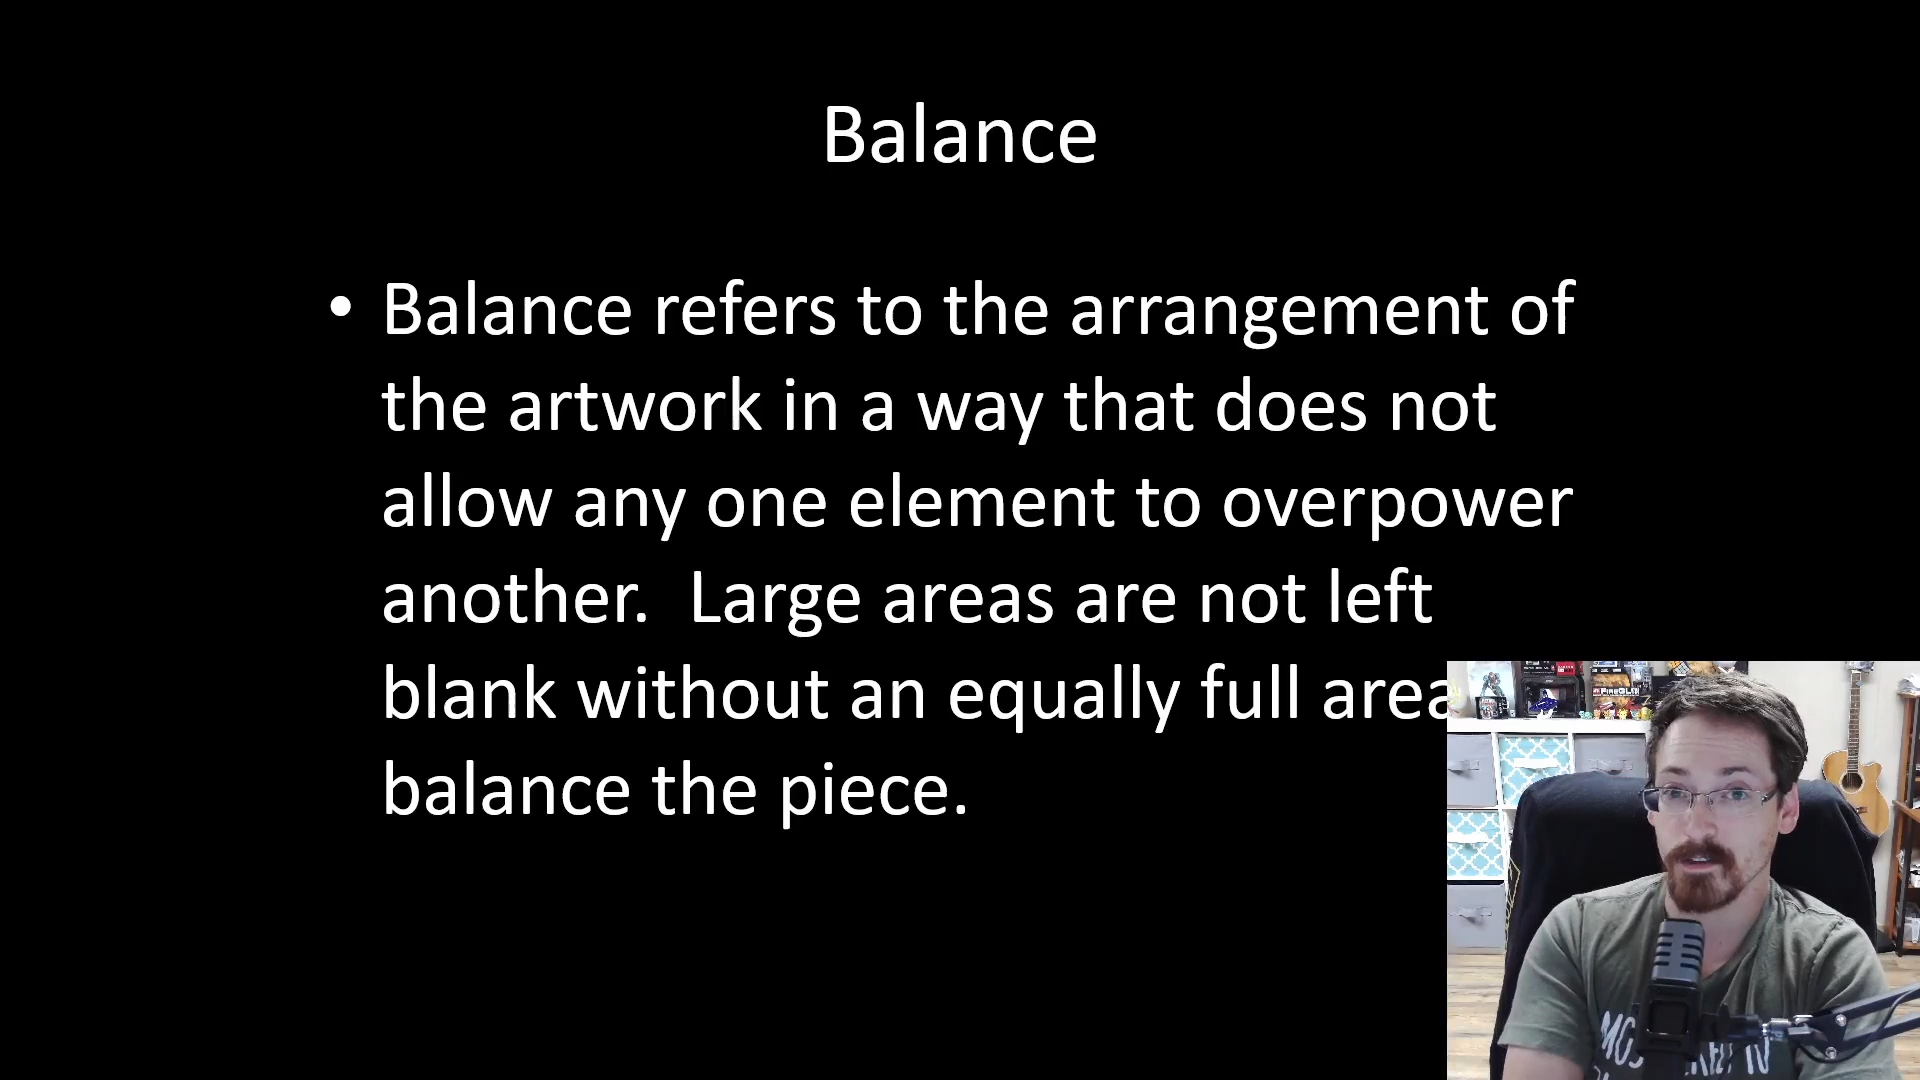 Balance
• Balance refers to the arrangement of
the artwork in a way that does not
allow any one element to overpower
another.  Large areas are not left
blank without an equally full area
balance the piece.